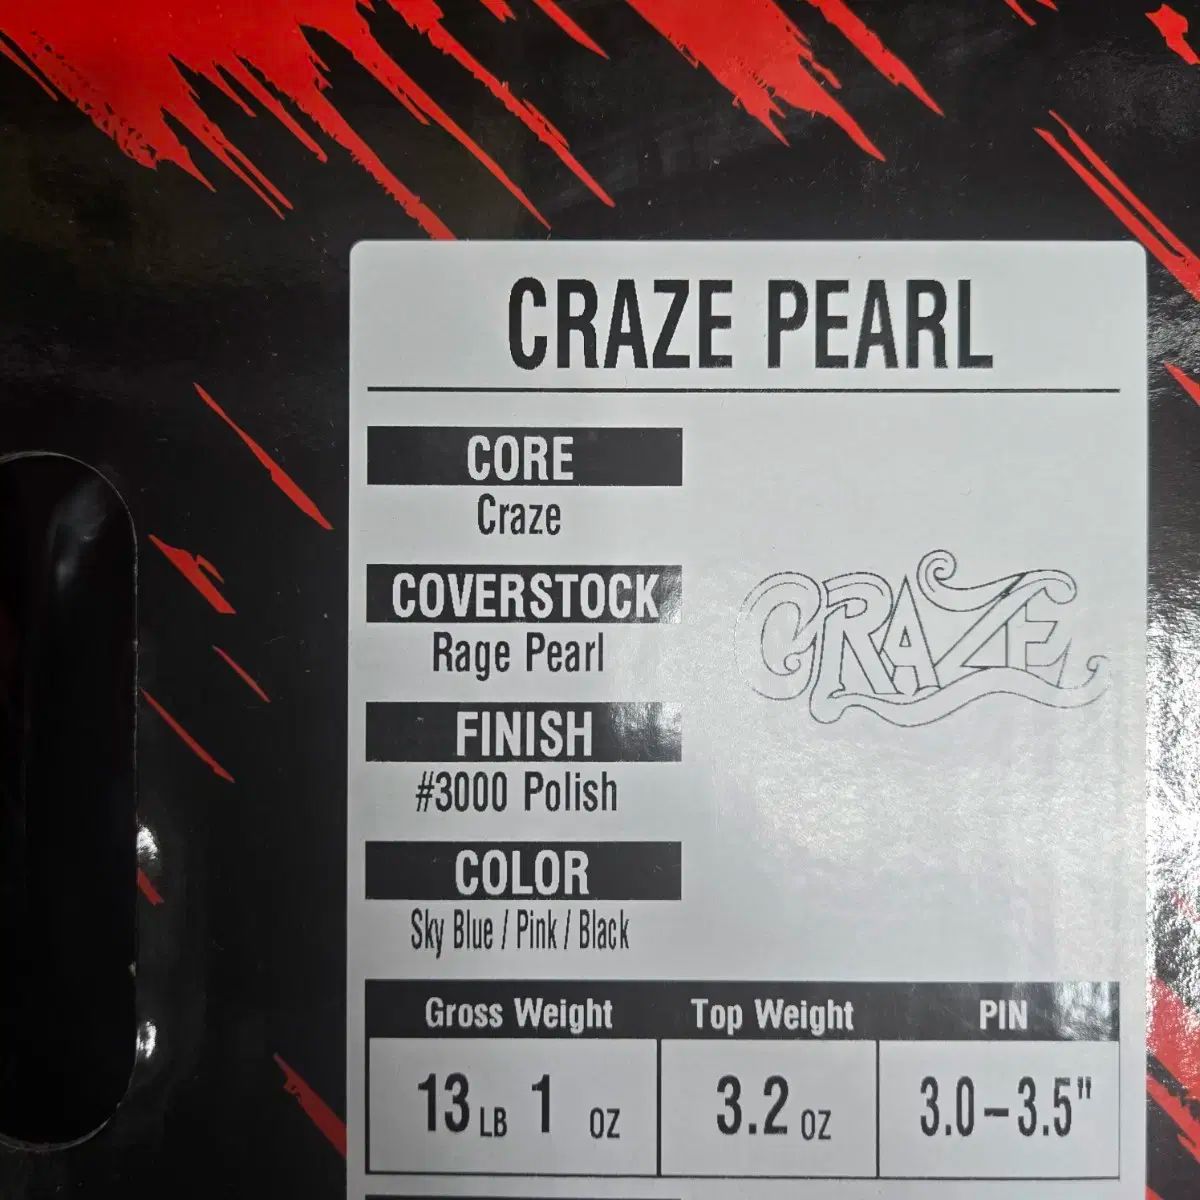 CRAZE PEARL
CORE
Craze
COVERSTOCK
Rage Pearl
CRAZE
FINISH
#3000 Polish
COLOR
Sky Blue / Pink / Black
Gross Weight Top Weight PIN
13 LB 1 OZ 3.2 OZ 3.0-3.5"